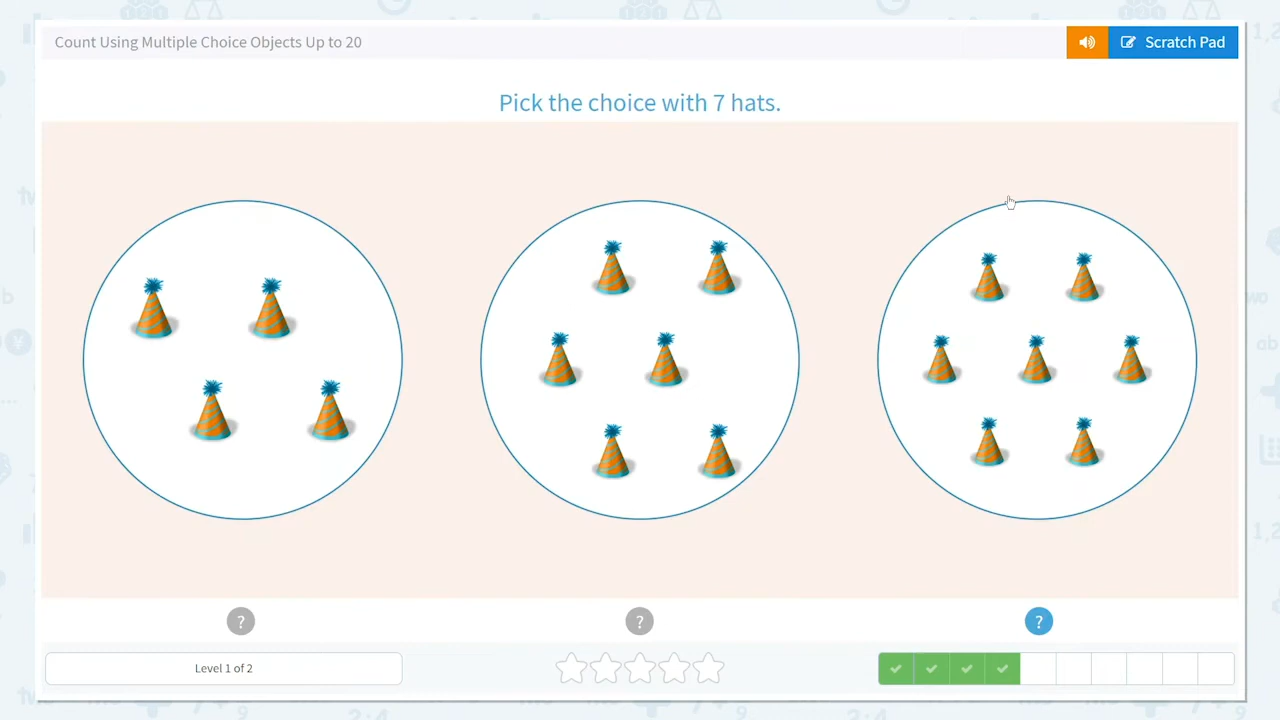 Count Using Multiple Choice Objects Up to 20
Scratch Pad
Pick the choice with 7 hats.
? ? ?
Level 1 of 2